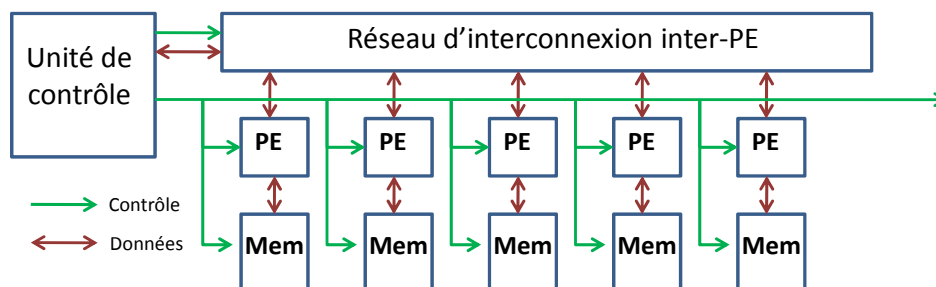 Unité de
contrôle
Réseau d'interconnexion inter-PE
PE PE PE PE PE
Contrôle
Données
Mem Mem Mem Mem Mem